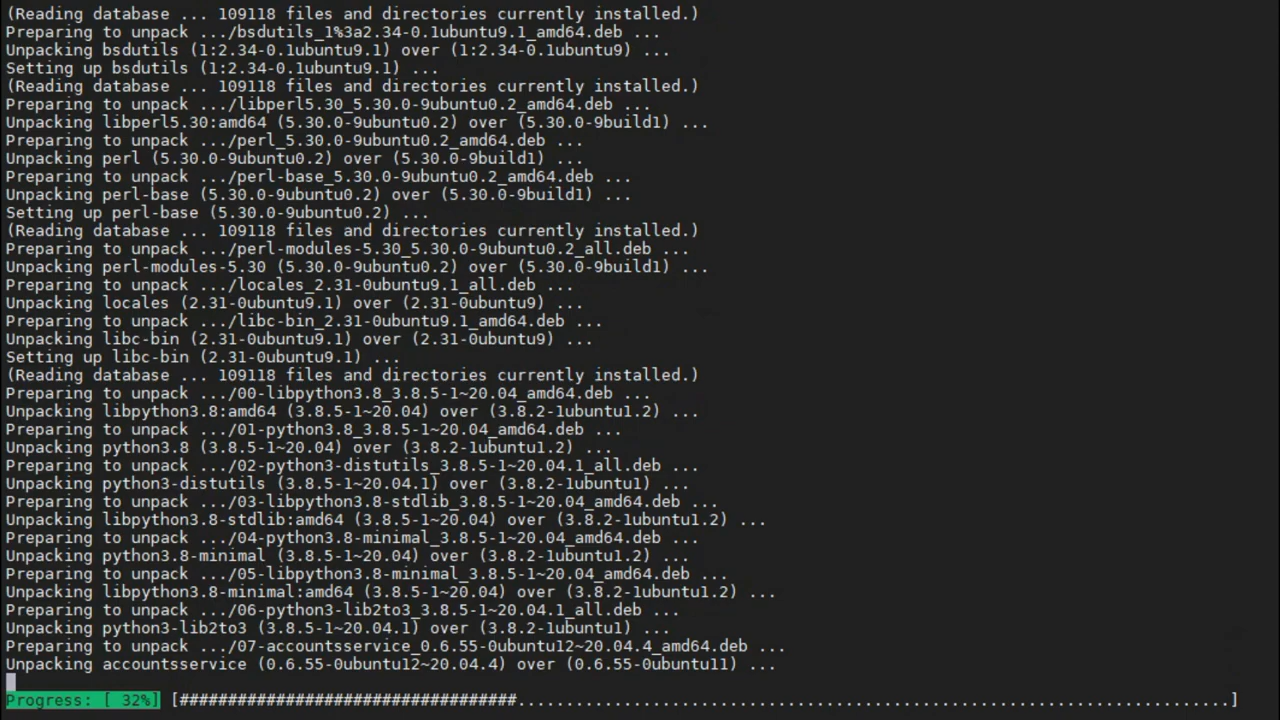 (Reading database ... 109118 files and directories currently installed.)
Preparing to unpack .../bsdutils_1%3a2.34-0.1ubuntu9.1_amd64.deb ...
Unpacking bsdutils (1:2.34-0.1ubuntu9.1) over (1:2.34-0.1ubuntu9) ...
Setting up bsdutils (1:2.34-0.1ubuntu9.1) ...
(Reading database ... 109118 files and directories currently installed.)
Preparing to unpack .../libperl5.30_5.30.0-9ubuntu0.2_amd64.deb ...
Unpacking libperl5.30:amd64 (5.30.0-9ubuntu0.2) over (5.30.0-9build1) ...
Preparing to unpack .../perl_5.30.0-9ubuntu0.2_amd64.deb ...
Unpacking perl (5.30.0-9ubuntu0.2) over (5.30.0-9build1) ...
Preparing to unpack .../perl-base_5.30.0-9ubuntu0.2_amd64.deb ...
Unpacking perl-base (5.30.0-9ubuntu0.2) over (5.30.0-9build1) ...
Setting up perl-base (5.30.0-9ubuntu0.2) ...
(Reading database ... 109118 files and directories currently installed.)
Preparing to unpack .../perl-modules-5.30_5.30.0-9ubuntu0.2_all.deb ...
Unpacking perl-modules-5.30 (5.30.0-9ubuntu0.2) over (5.30.0-9build1) ...
Preparing to unpack .../locales_2.31-0ubuntu9.1_all.deb ...
Unpacking locales (2.31-0ubuntu9.1) over (2.31-0ubuntu9) ...
Preparing to unpack .../libc-bin_2.31-0ubuntu9.1_amd64.deb ...
Unpacking libc-bin (2.31-0ubuntu9.1) over (2.31-0ubuntu9) ...
Setting up libc-bin (2.31-0ubuntu9.1) ...
(Reading database ... 109118 files and directories currently installed.)
Preparing to unpack .../00-libpython3.8_3.8.5-1~20.04_amd64.deb ...
Unpacking libpython3.8:amd64 (3.8.5-1~20.04) over (3.8.2-1ubuntu1.2) ...
Preparing to unpack .../01-python3.8_3.8.5-1~20.04_amd64.deb ...
Unpacking python3.8 (3.8.5-1~20.04) over (3.8.2-1ubuntu1.2) ...
Preparing to unpack .../02-python3-distutils_3.8.5-1~20.04.1_all.deb ...
Unpacking python3-distutils (3.8.5-1~20.04.1) over (3.8.2-1ubuntu1) ...
Preparing to unpack .../03-libpython3.8-stdlib_3.8.5-1~20.04_amd64.deb ...
Unpacking libpython3.8-stdlib:amd64 (3.8.5-1~20.04) over (3.8.2-1ubuntu1.2) ...
Preparing to unpack .../04-python3.8-minimal_3.8.5-1~20.04_amd64.deb ...
Unpacking python3.8-minimal (3.8.5-1~20.04) over (3.8.2-1ubuntu1.2) ...
Preparing to unpack .../05-libpython3.8-minimal_3.8.5-1~20.04_amd64.deb ...
Unpacking libpython3.8-minimal:amd64 (3.8.5-1~20.04) over (3.8.2-1ubuntu1.2) ...
Preparing to unpack .../06-python3-lib2to3_3.8.5-1~20.04.1_all.deb ...
Unpacking python3-lib2to3 (3.8.5-1~20.04.1) over (3.8.2-1ubuntu1) ...
Preparing to unpack .../07-accountsservice_0.6.55-0ubuntu12~20.04.4_amd64.deb ...
Unpacking accountsservice (0.6.55-0ubuntu12~20.04.4) over (0.6.55-0ubuntu11) ...
Progress: [ 32%] [###################################..........................................................................]